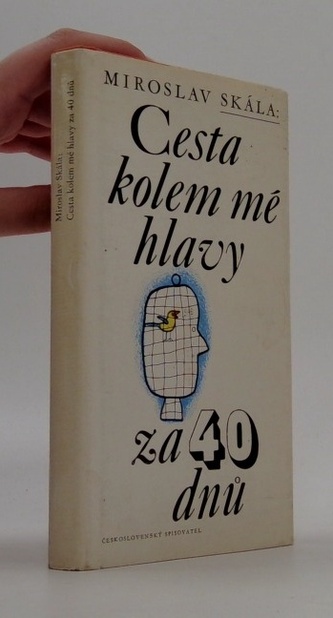 MIROSLAV SKÁLA:
Cesta
kolem mé
hlavy
za 40
dnů
ČESKOSLOVENSKÝ SPISOVATEL
Miroslav Skála:
Cesta kolem mé hlavy za 40 dnů